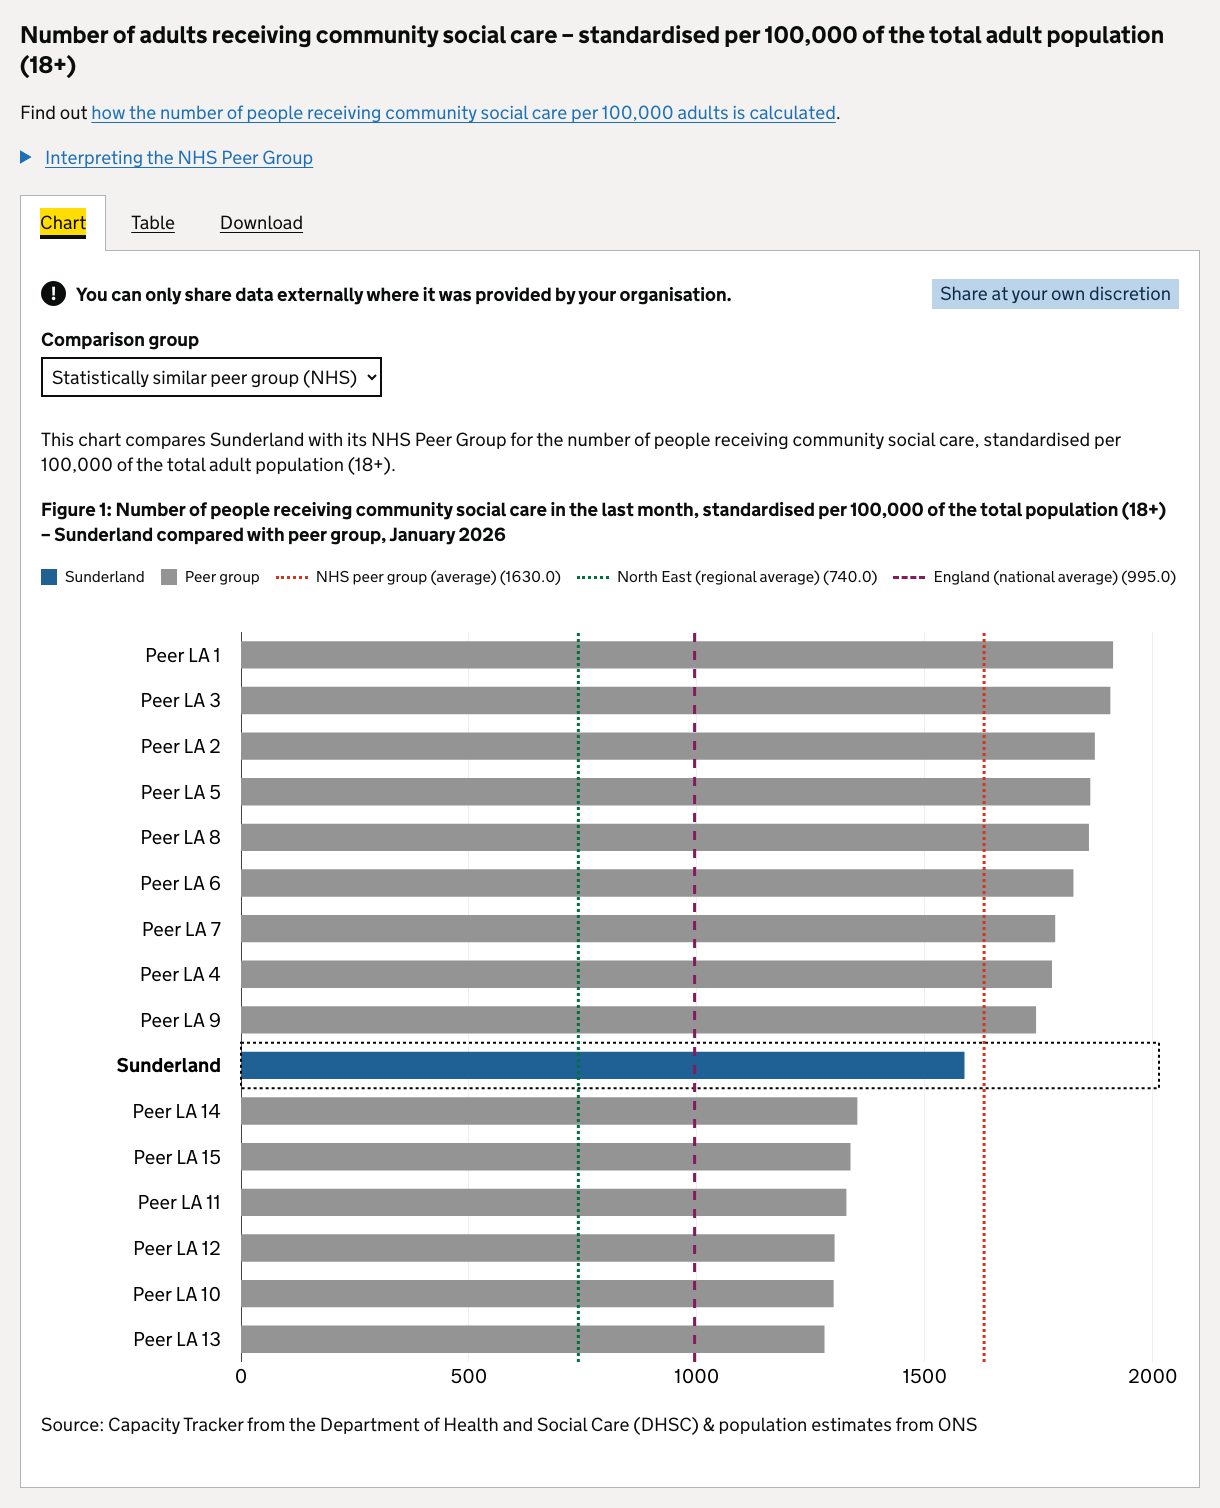 Number of adults receiving community social care – standardised per 100,000 of the total adult population
(18+)
Find out how the number of people receiving community social care per 100,000 adults is calculated.
Interpreting the NHS Peer Group
Chart
Table
Download
! You can only share data externally where it was provided by your organisation.
Share at your own discretion
Comparison group
Statistically similar peer group (NHS)
This chart compares Sunderland with its NHS Peer Group for the number of people receiving community social care, standardised per
100,000 of the total adult population (18+).
Figure 1: Number of people receiving community social care in the last month, standardised per 100,000 of the total population (18+)
– Sunderland compared with peer group, January 2026
Sunderland
Peer group
NHS peer group (average) (1630.0)
North East (regional average) (740.0)
England (national average) (995.0)
Peer LA 1
Peer LA 3
Peer LA 2
Peer LA 5
Peer LA 8
Peer LA 6
Peer LA 7
Peer LA 4
Peer LA 9
Sunderland
Peer LA 14
Peer LA 15
Peer LA 11
Peer LA 12
Peer LA 10
Peer LA 13
0
500
1000
1500
2000
Source: Capacity Tracker from the Department of Health and Social Care (DHSC) & population estimates from ONS